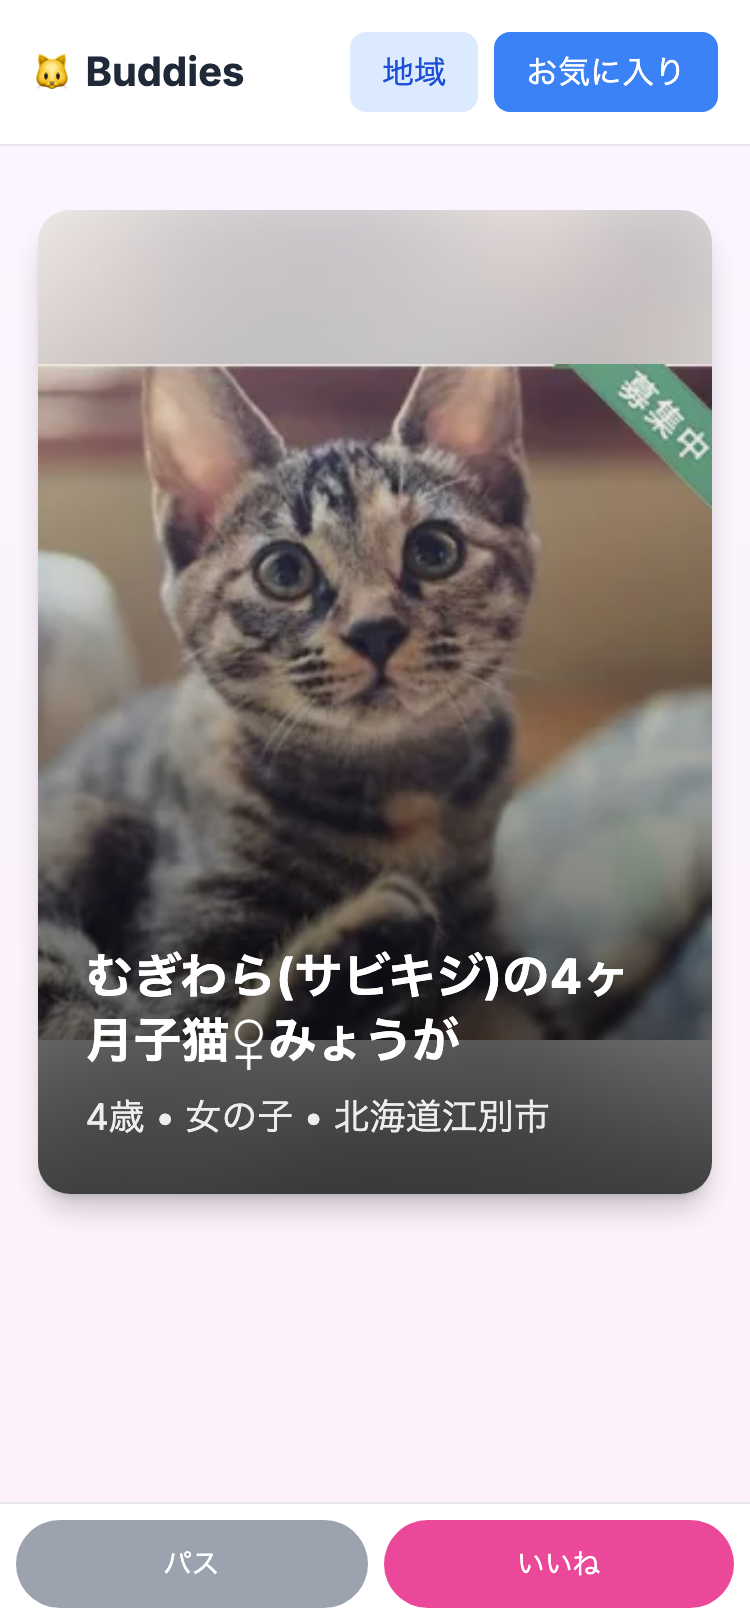 🐱 Buddies
地域
お気に入り
募集中
むぎわら(サビキジ)の4ヶ
月子猫♀みょうが
4歳 • 女の子 • 北海道江別市
パス
いいね